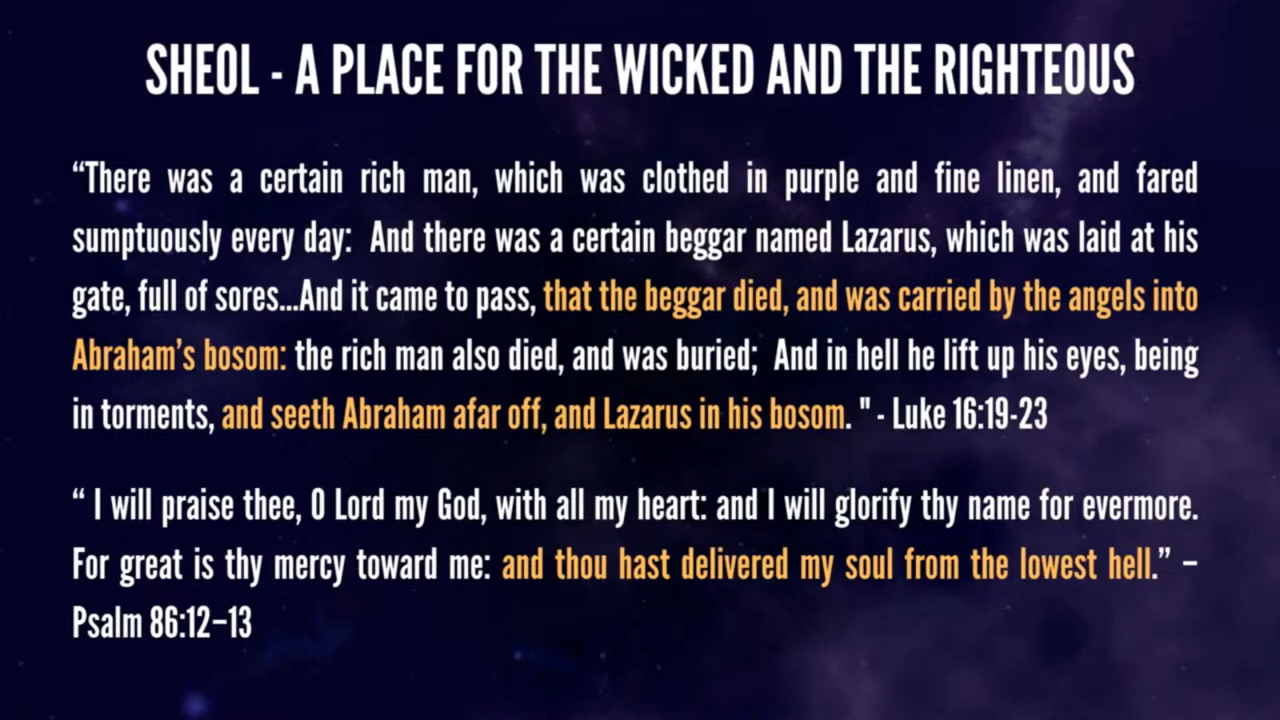 SHEOL - A PLACE FOR THE WICKED AND THE RIGHTEOUS
“There was a certain rich man, which was clothed in purple and fine linen, and fared
sumptuously every day:  And there was a certain beggar named Lazarus, which was laid at his
gate, full of sores...And it came to pass, that the beggar died, and was carried by the angels into
Abraham’s bosom: the rich man also died, and was buried;  And in hell he lift up his eyes, being
in torments, and seeth Abraham afar off, and Lazarus in his bosom. " - Luke 16:19-23
“ I will praise thee, O Lord my God, with all my heart: and I will glorify thy name for evermore.
For great is thy mercy toward me: and thou hast delivered my soul from the lowest hell.” –
Psalm 86:12–13